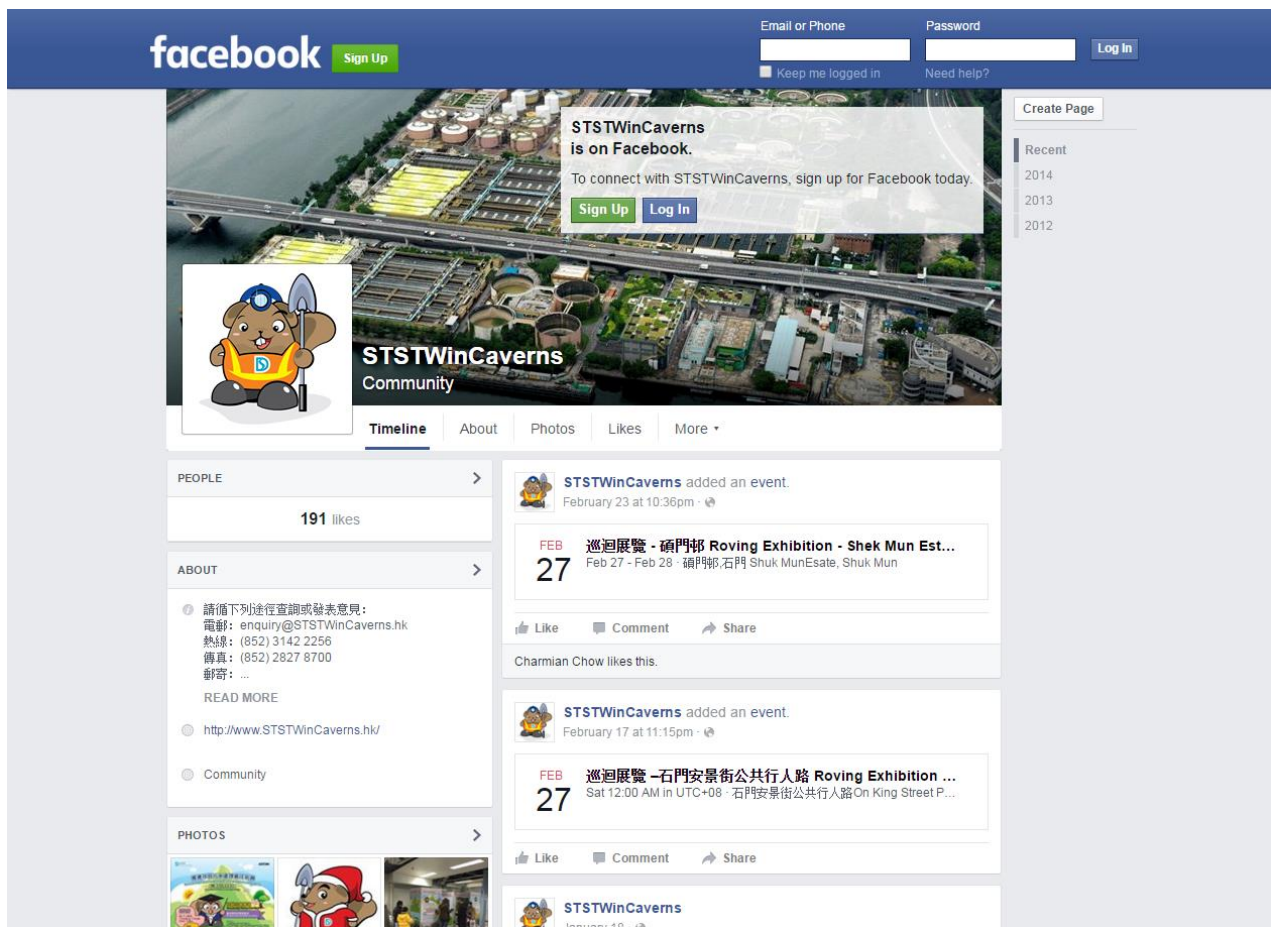 facebook
Sign Up
Email or Phone
Password
Log In
Keep me logged in
Need help?
STSTWinCaverns
is on Facebook.
To connect with STSTWinCaverns, sign up for Facebook today.
Sign Up
Log In
Create Page
Recent
2014
2013
2012
STSTWinCaverns
Community
Timeline
About
Photos
Likes
More
PEOPLE
191 likes
ABOUT
請循下列途徑查詢或發表意見：
電郵：enquiry@STSTWinCaverns.hk
熱線：(852) 3142 2256
傳真：(852) 2827 8700
郵寄：...
READ MORE
http://www.STSTWinCaverns.hk/
Community
PHOTOS
STSTWinCaverns added an event.
February 23 at 10:36pm ·
FEB
27
巡迴展覽 - 碩門邨 Roving Exhibition - Shek Mun Est...
Feb 27 - Feb 28 · 碩門邨,石門 Shuk MunEsate, Shuk Mun
Like
Comment
Share
Charmian Chow likes this.
STSTWinCaverns added an event.
February 17 at 11:15pm ·
FEB
27
巡迴展覽 –石門安景街公共行人路 Roving Exhibition ...
Sat 12:00 AM in UTC+08 · 石門安景街公共行人路On King Street P...
Like
Comment
Share
STSTWinCaverns
January 18 ·